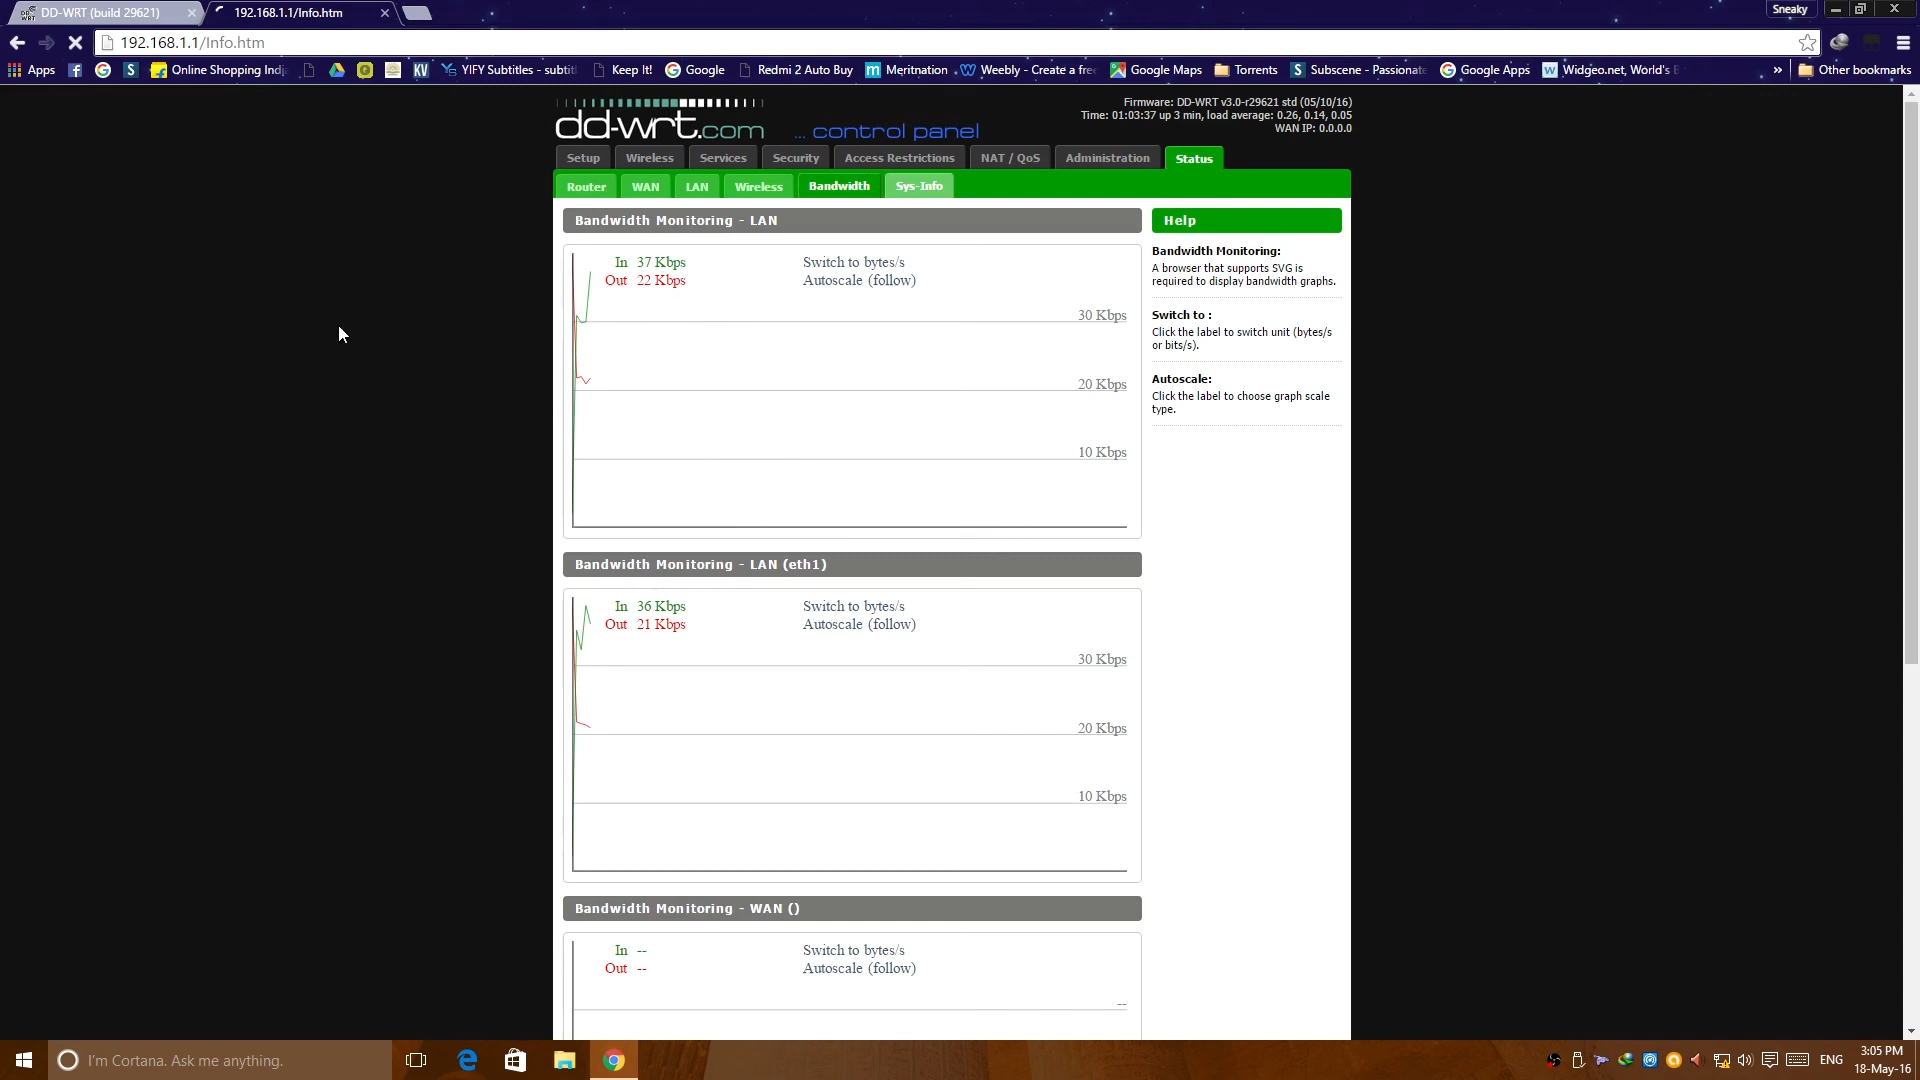 DD-WRT (build 29621)
192.168.1.1/Info.htm
Sneaky
192.168.1.1/Info.htm
Apps
Online Shopping Indi
KV
YIFY Subtitles - subtit
Keep It!
Google
Redmi 2 Auto Buy
Meritnation
Weebly - Create a free
Google Maps
Torrents
Subscene - Passionate
Google Apps
Widgeo.net, World's
»
Other bookmarks
dd-wrt.com ... control panel
Firmware: DD-WRT v3.0-r29621 std (05/10/16)
Time: 01:03:37 up 3 min, load average: 0.26, 0.14, 0.05
WAN IP: 0.0.0.0
Setup Wireless Services Security Access Restrictions NAT / QoS Administration Status
Router WAN LAN Wireless Bandwidth Sys-Info
Bandwidth Monitoring - LAN
In 37 Kbps Switch to bytes/s
Out 22 Kbps Autoscale (follow)
30 Kbps
20 Kbps
10 Kbps
Bandwidth Monitoring - LAN (eth1)
In 36 Kbps Switch to bytes/s
Out 21 Kbps Autoscale (follow)
30 Kbps
20 Kbps
10 Kbps
Bandwidth Monitoring - WAN ()
In -- Switch to bytes/s
Out -- Autoscale (follow)
--
Help
Bandwidth Monitoring:
A browser that supports SVG is
required to display bandwidth graphs.
Switch to :
Click the label to switch unit (bytes/s
or bits/s).
Autoscale:
Click the label to choose graph scale
type.
I'm Cortana. Ask me anything.
ENG
3:05 PM
18-May-16